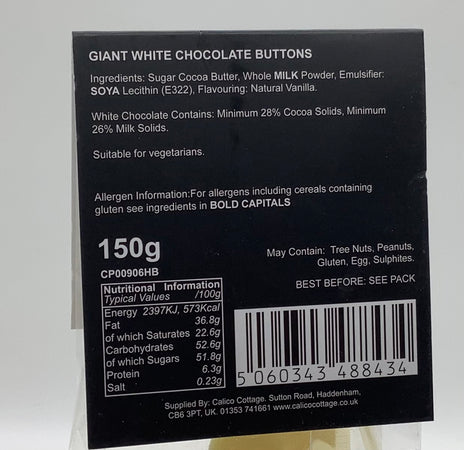 GIANT WHITE CHOCOLATE BUTTONS
Ingredients: Sugar Cocoa Butter, Whole MILK Powder, Emulsifier:
SOYA Lecithin (E322), Flavouring: Natural Vanilla.
White Chocolate Contains: Minimum 28% Cocoa Solids, Minimum
26% Milk Solids.
Suitable for vegetarians.
Allergen Information:For allergens including cereals containing
gluten see ingredients in BOLD CAPITALS
150g
CP00906HB
May Contain: Tree Nuts, Peanuts,
Gluten, Egg, Sulphites.
BEST BEFORE: SEE PACK
Nutritional Information
Typical Values /100g
Energy 2397KJ, 573Kcal
Fat 36.8g
of which Saturates 22.6g
Carbohydrates 52.6g
of which Sugars 51.8g
Protein 6.3g
Salt 0.23g
5 060343 488434
Supplied By: Calico Cottage. Sutton Road, Haddenham,
CB6 3PT, UK. 01353 741661 www.calicocottage.co.uk